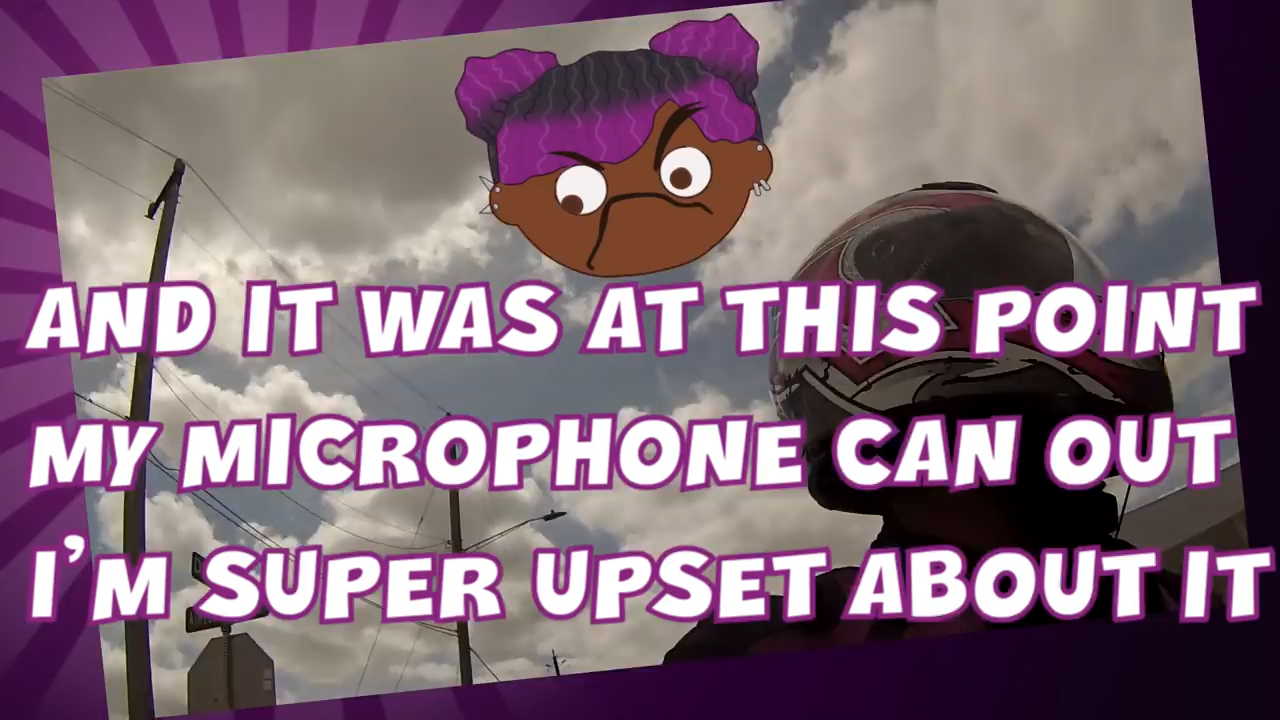 AND IT WAS AT THIS POINT
MY MICROPHONE CAN OUT
I'M SUPER UPSET ABOUT IT